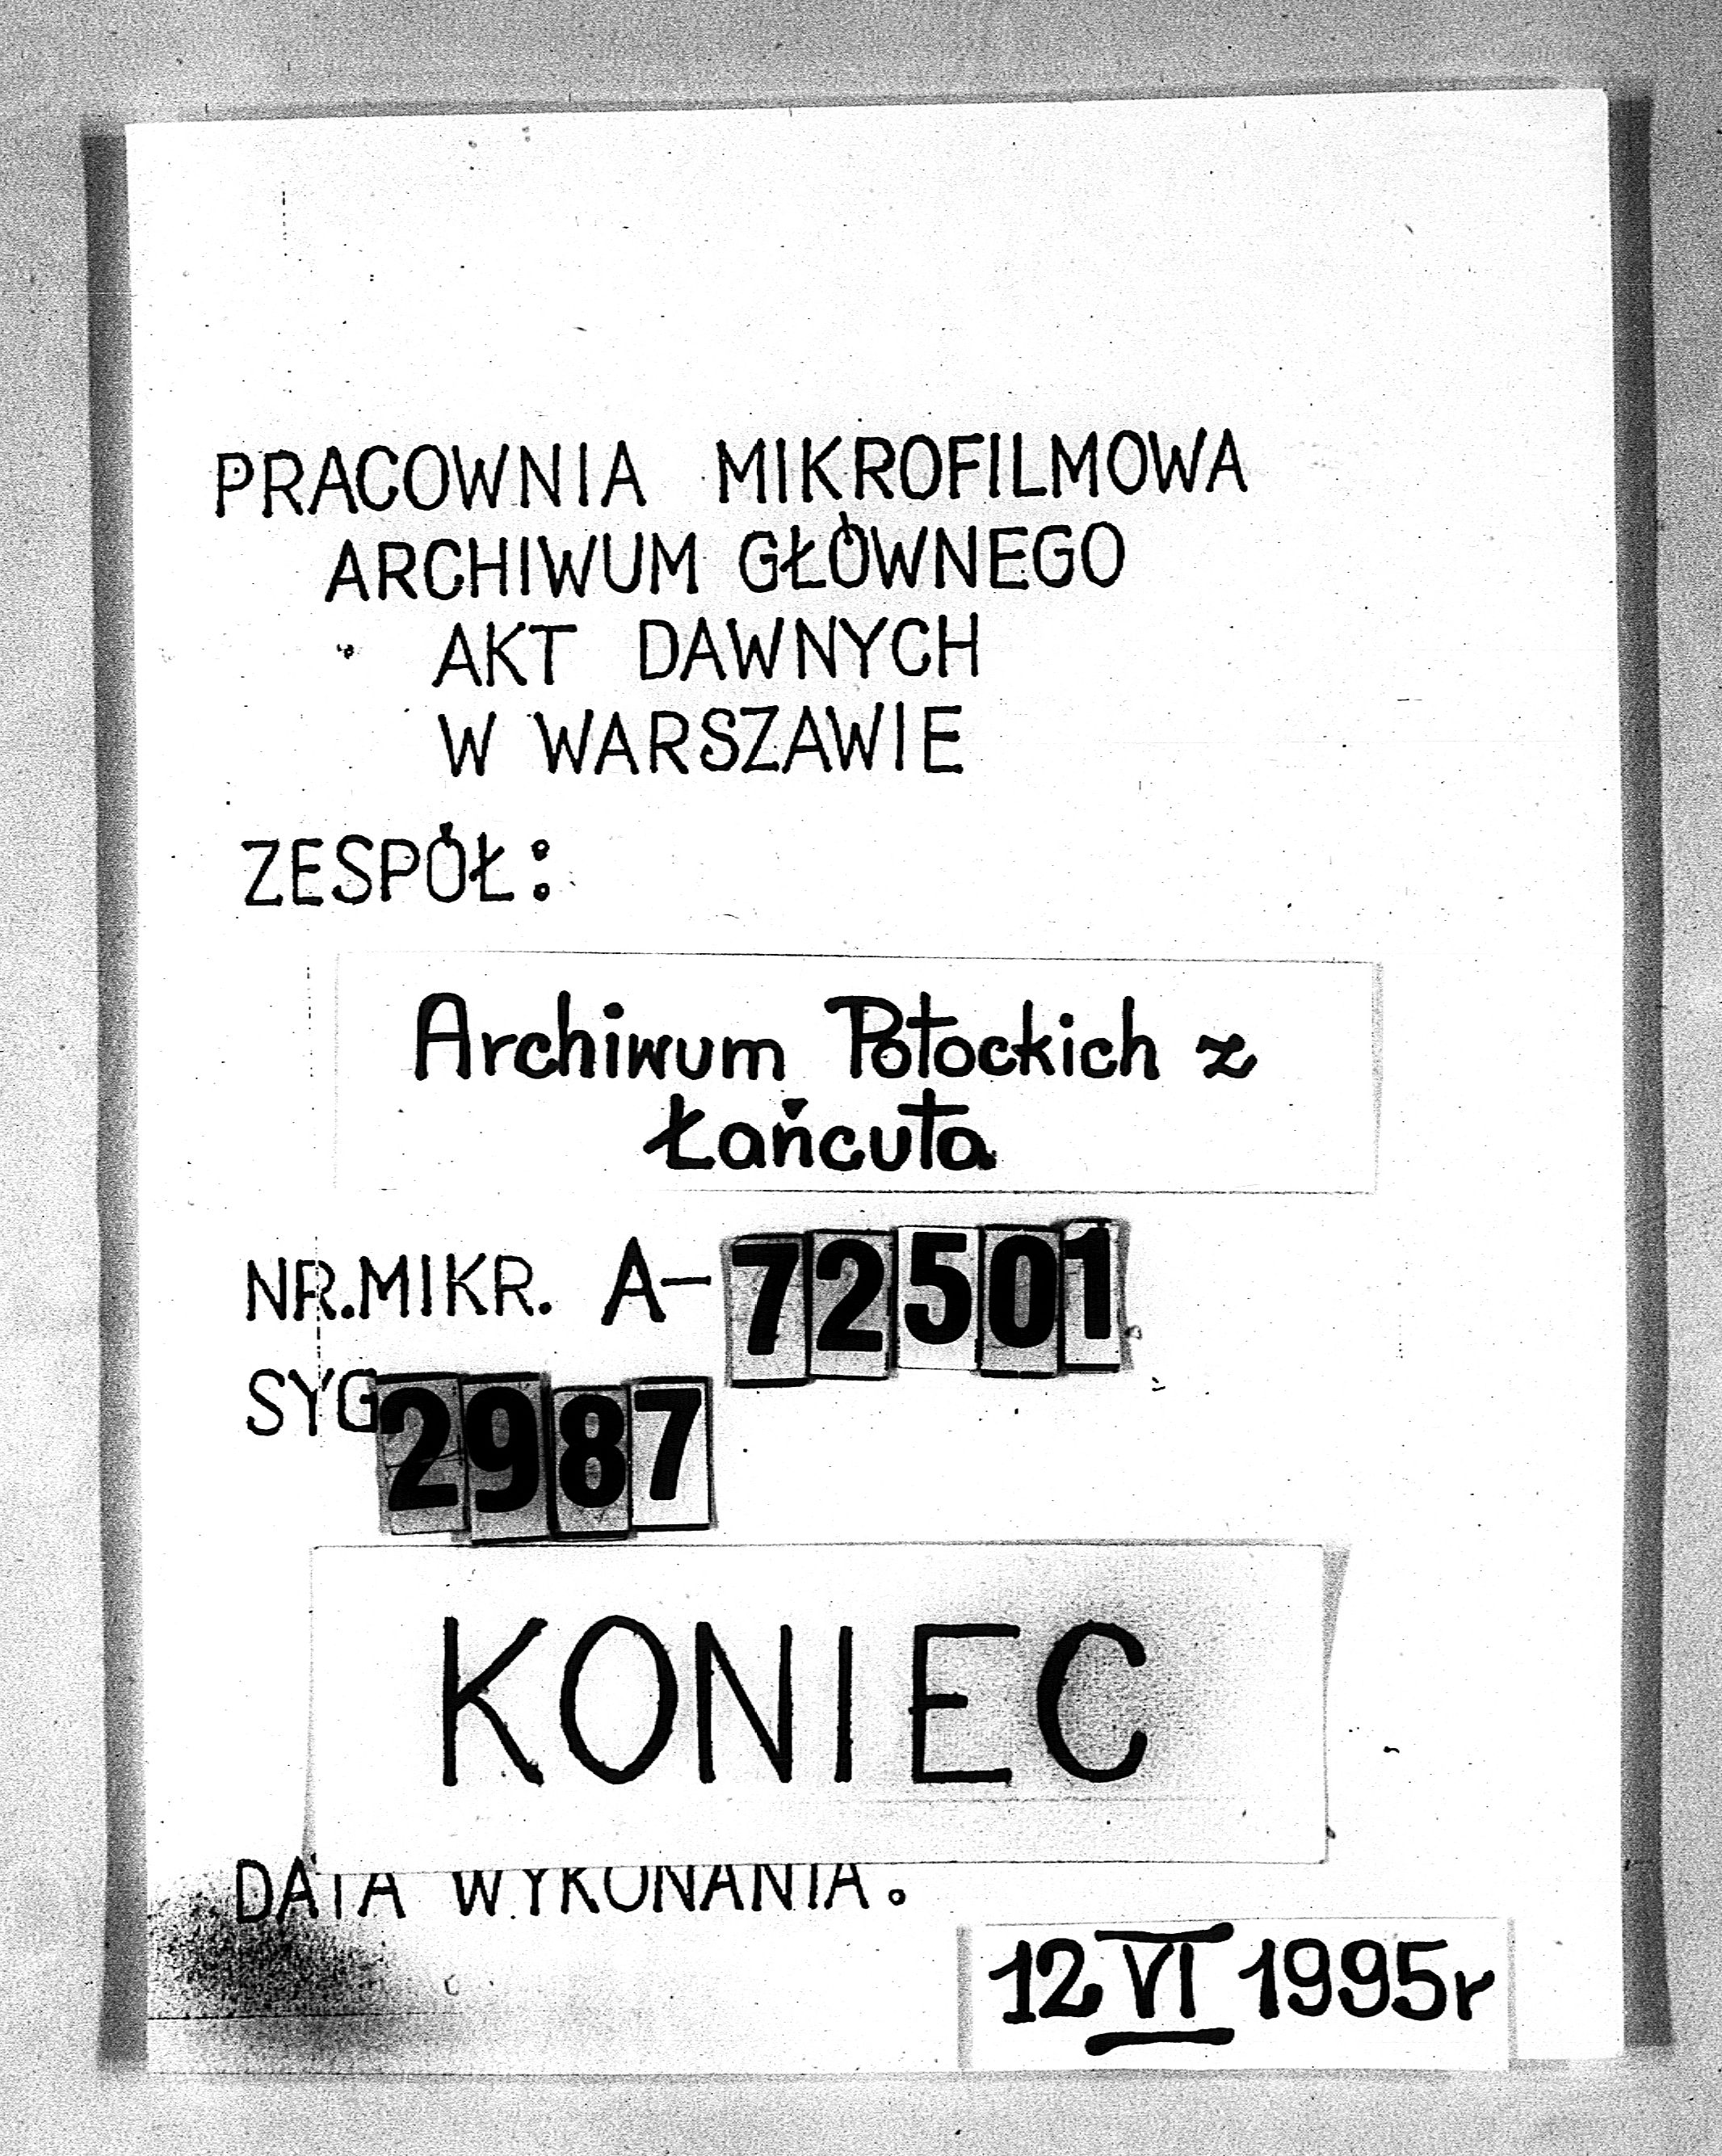 PRACOWNIA MIKROFILMOWA
ARCHIWUM GŁÓWNEGO
AKT DAWNYCH
W WARSZAWIE
ZESPÓŁ:
Archiwum Potockich z
Łańcuta
NR.MIKR. A-72501
SYG 2987
KONIEC
DATA WYKONANIA:
12 VI 1995r